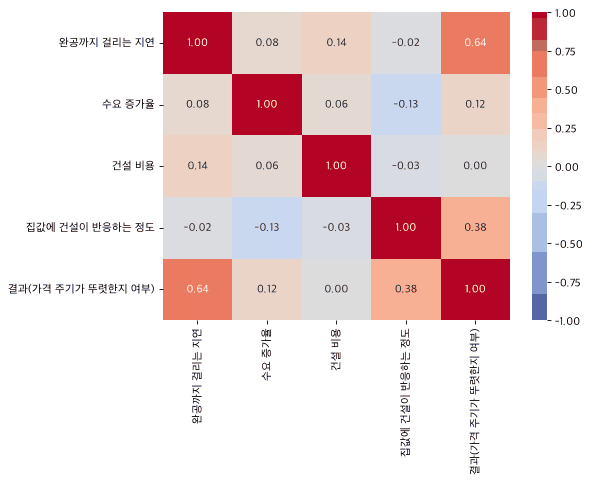 완공까지 걸리는 지연 1.00 0.08 0.14 -0.02 0.64
수요 증가율 0.08 1.00 0.06 -0.13 0.12
건설 비용 0.14 0.06 1.00 -0.03 0.00
집값에 건설이 반응하는 정도 -0.02 -0.13 -0.03 1.00 0.38
결과(가격 주기가 뚜렷한지 여부) 0.64 0.12 0.00 0.38 1.00
완공까지 걸리는 지연
수요 증가율
건설 비용
집값에 건설이 반응하는 정도
결과(가격 주기가 뚜렷한지 여부)
1.00
0.75
0.50
0.25
0.00
-0.25
-0.50
-0.75
-1.00